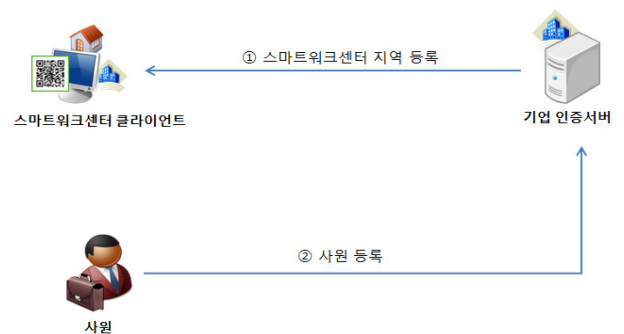 ① 스마트워크센터 지역 등록
스마트워크센터 클라이언트
기업 인증서버
② 사원 등록
사원